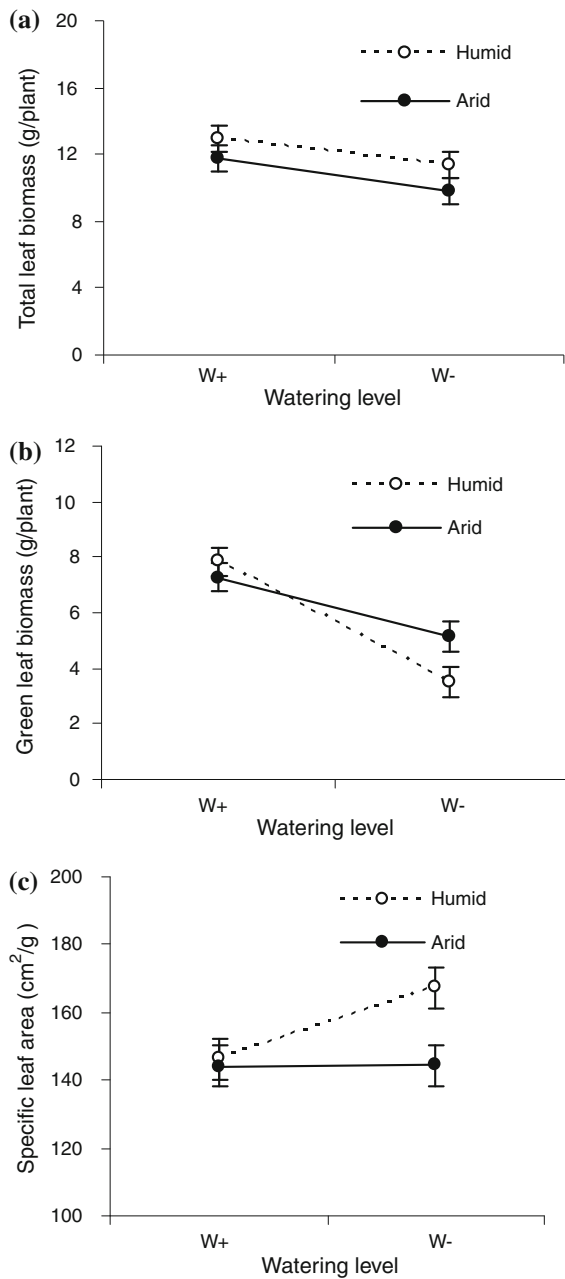 (a)
20
16
12
8
4
0
Total leaf biomass (g/plant)
Humid
Arid
W+ W-
Watering level
(b)
12
10
8
6
4
2
0
Green leaf biomass (g/plant)
Humid
Arid
W+ W-
Watering level
(c)
200
180
160
140
120
100
Specific leaf area (cm²/g)
Humid
Arid
W+ W-
Watering level